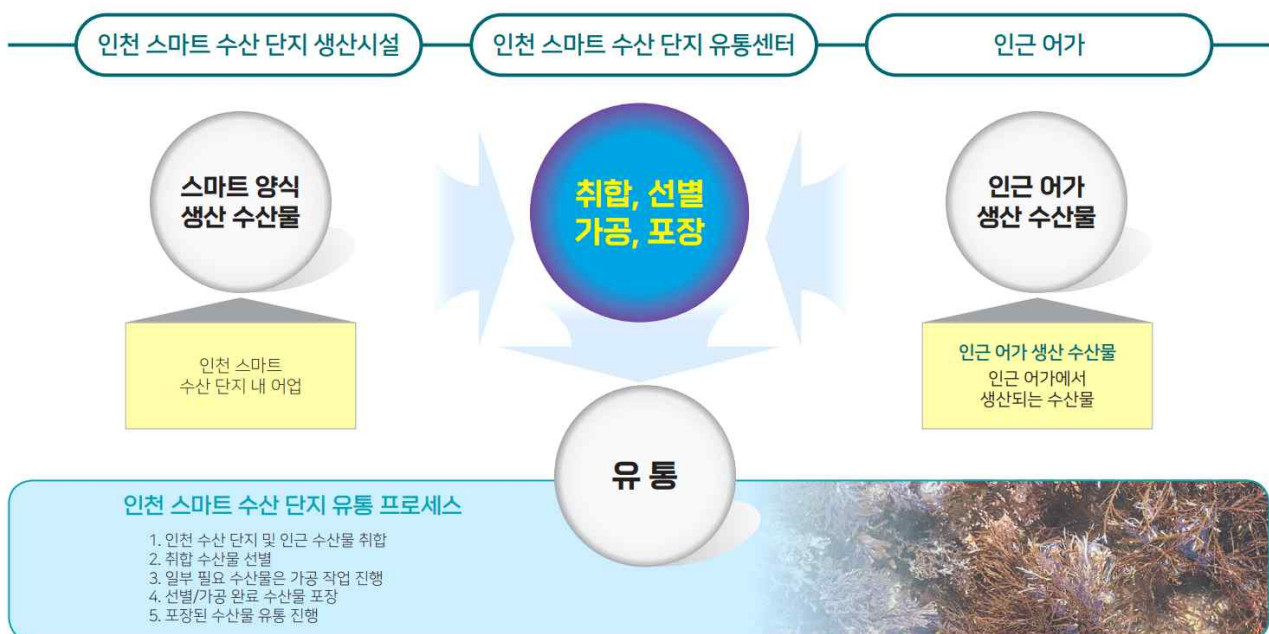 인천 스마트 수산 단지 생산시설
인천 스마트 수산 단지 유통센터
인근 어가
스마트 양식
생산 수산물
취합, 선별
가공, 포장
인근 어가
생산 수산물
인천 스마트
수산 단지 내 어업
인근 어가 생산 수산물
인근 어가에서
생산되는 수산물
유 통
인천 스마트 수산 단지 유통 프로세스
1. 인천 수산 단지 및 인근 수산물 취합
2. 취합 수산물 선별
3. 일부 필요 수산물은 가공 작업 진행
4. 선별/가공 완료 수산물 포장
5. 포장된 수산물 유통 진행